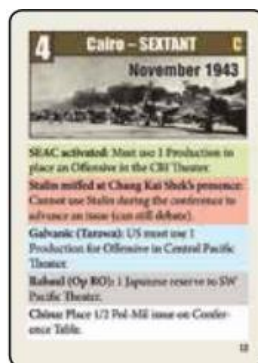 4 Cairo – SEXTANT C
November 1943
SEAC activated: Must use 1 Production to
place an Offensive in the CBI Theater.
Stalin miffed at Chang Kai Shek's presence:
Cannot use Stalin during the conference to
advance an issue (can still debate).
Galvanic (Tarawa): US must use 1
Production for Offensive in Central Pacific
Theater.
Rabaul (Op RO): 1 Japanese reserve to SW
Pacific Theater.
China: Place 1/2 Pol-Mil issue on Confer-
ence Table.
12